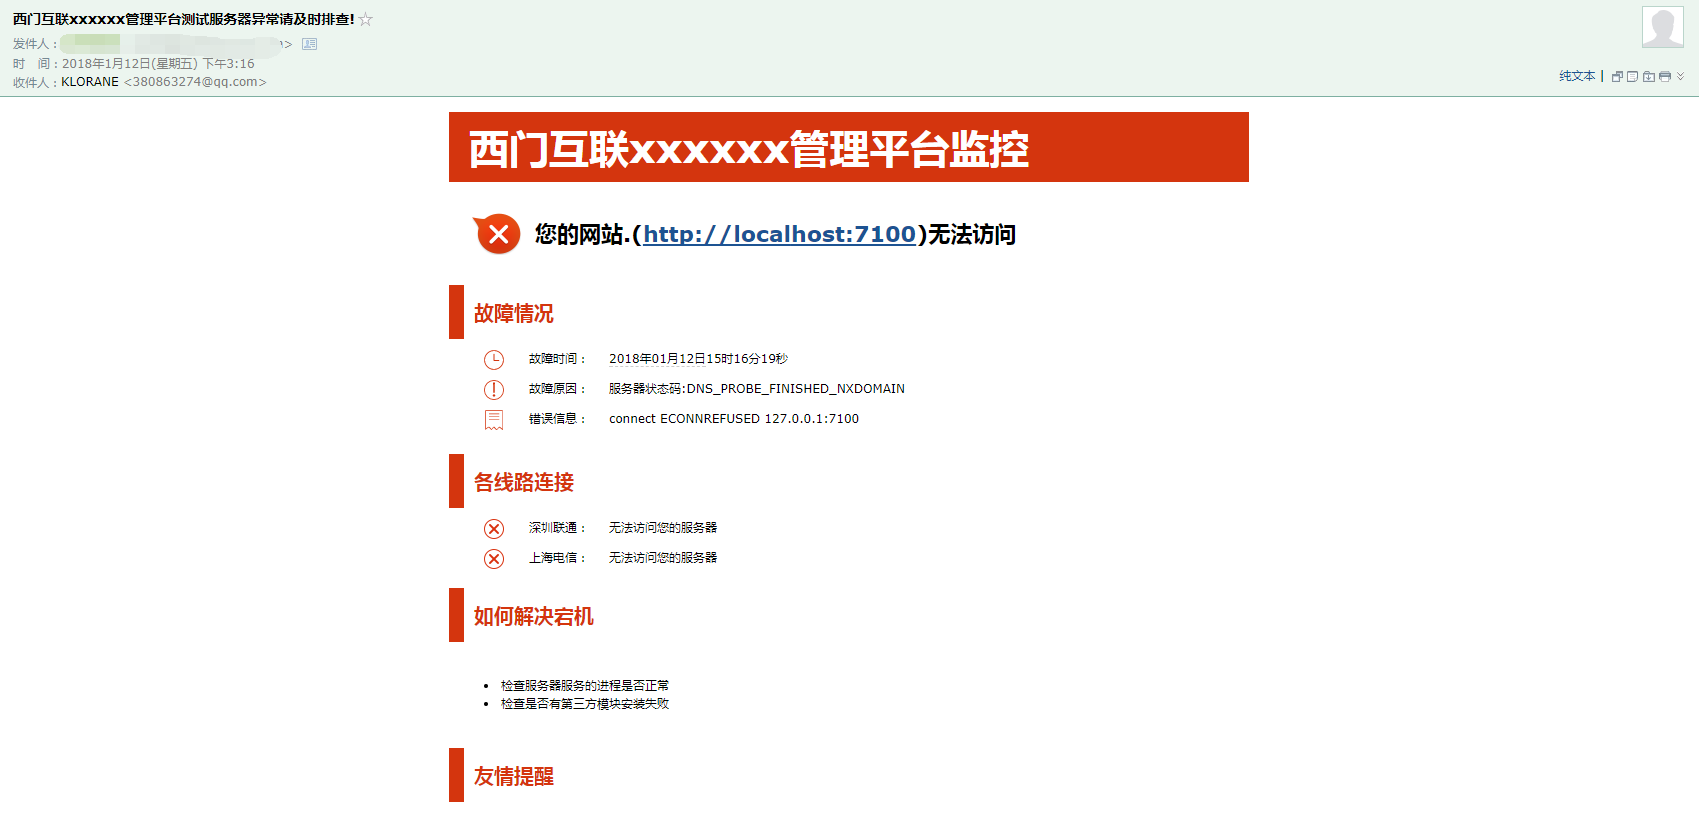 西门互联xxxxxx管理平台测试服务器异常请及时排查!
发件人：>
时 间：2018年1月12日(星期五) 下午3:16
收件人：KLORANE <380863274@qq.com>
纯文本 |
西门互联xxxxxx管理平台监控
您的网站.(http://localhost:7100)无法访问
故障情况
故障时间： 2018年01月12日15时16分19秒
故障原因： 服务器状态码:DNS_PROBE_FINISHED_NXDOMAIN
错误信息： connect ECONNREFUSED 127.0.0.1:7100
各线路连接
深圳联通： 无法访问您的服务器
上海电信： 无法访问您的服务器
如何解决宕机
• 检查服务器服务的进程是否正常
• 检查是否有第三方模块安装失败
友情提醒